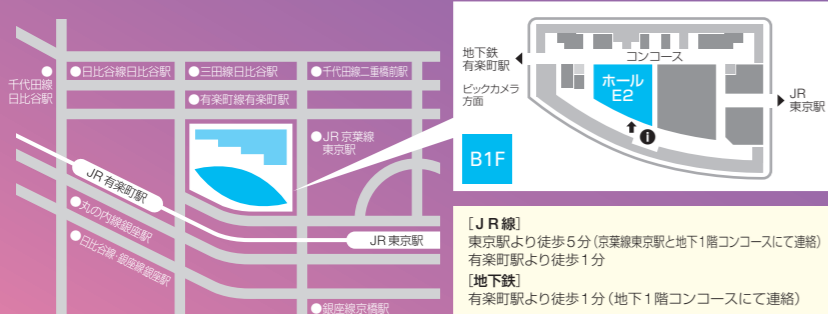 千代田線
日比谷駅
●日比谷線日比谷駅
●三田線日比谷駅
●千代田線二重橋前駅
●有楽町線有楽町駅
●JR 京葉線
東京駅
JR 有楽町駅
●丸の内線銀座駅
●日比谷線・銀座線銀座駅
JR 東京駅
●銀座線京橋駅
地下鉄
有楽町駅
ビックカメラ
方面
コンコース
ホール
E2
JR
東京駅
i
B1F
[JR線]
東京駅より徒歩5分(京葉線東京駅と地下1階コンコースにて連絡)
有楽町駅より徒歩1分
[地下鉄]
有楽町駅より徒歩1分(地下1階コンコースにて連絡)